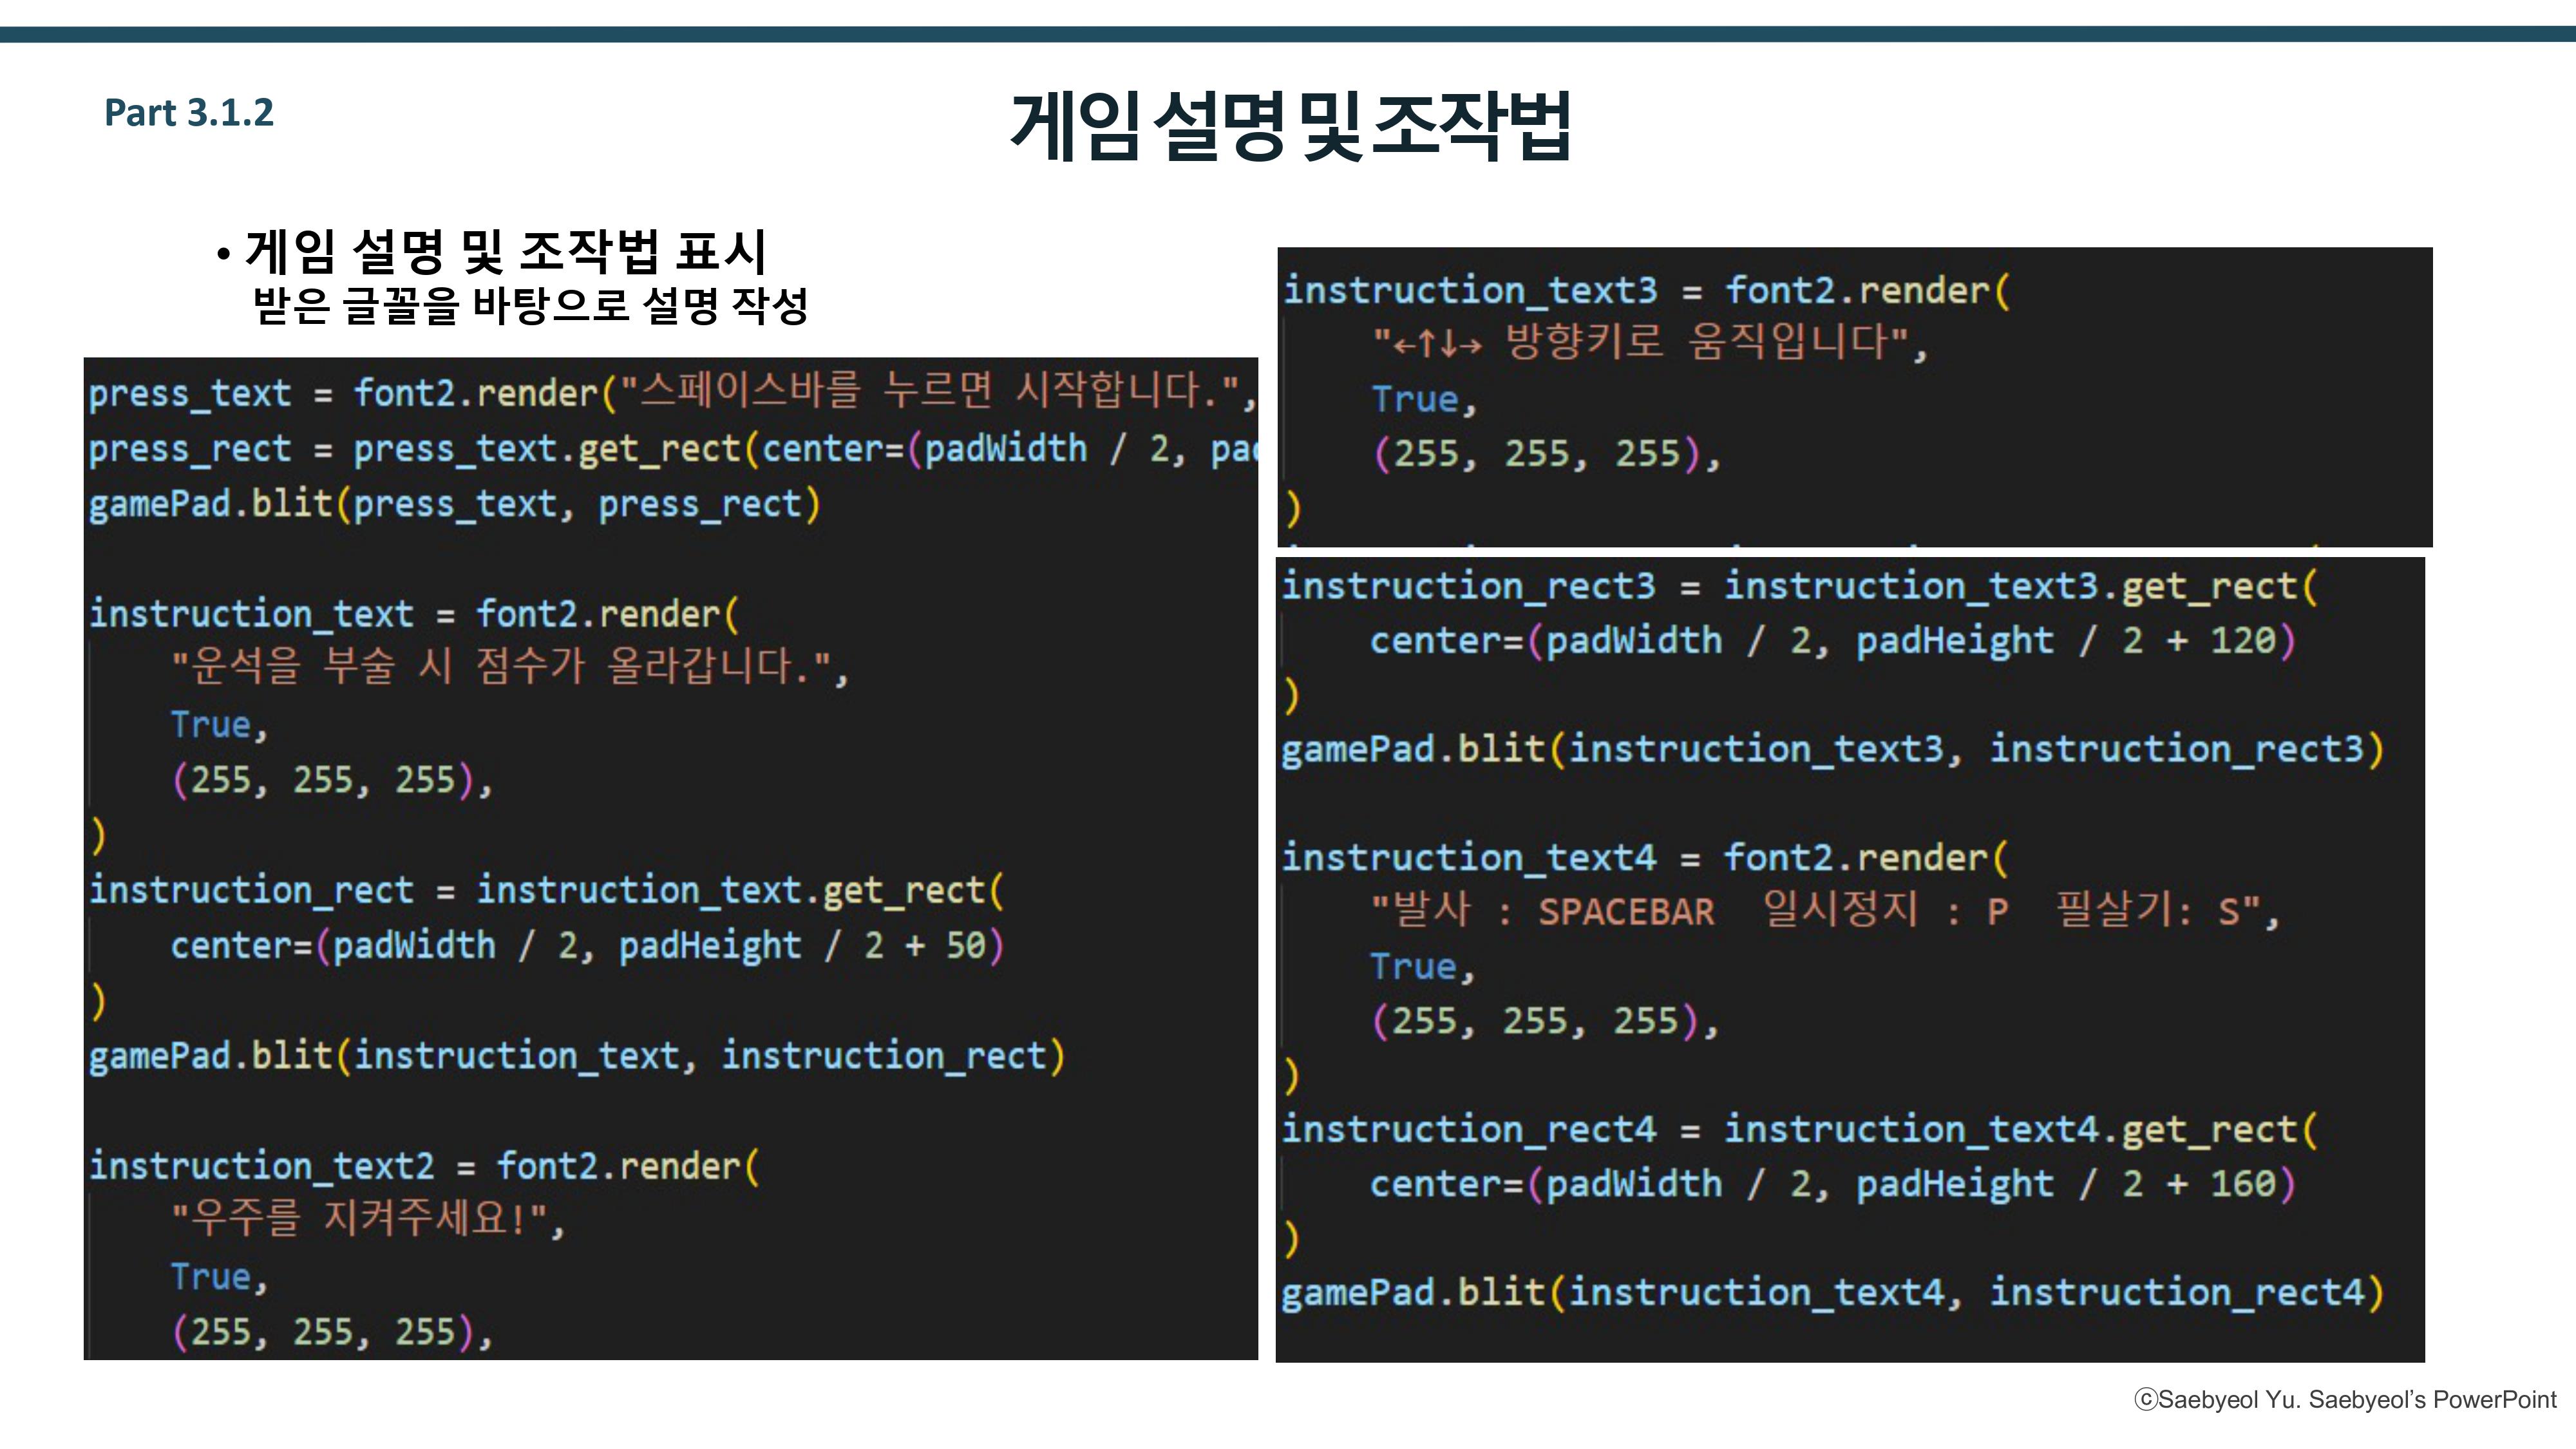 Part 3.1.2
게임 설명 및 조작법
• 게임 설명 및 조작법 표시
받은 글꼴을 바탕으로 설명 작성
press_text = font2.render("스페이스바를 누르면 시작합니다.",
press_rect = press_text.get_rect(center=(padWidth / 2, pad
gamePad.blit(press_text, press_rect)
instruction_text = font2.render(
"운석을 부술 시 점수가 올라갑니다.",
True,
(255, 255, 255),
)
instruction_rect = instruction_text.get_rect(
center=(padWidth / 2, padHeight / 2 + 50)
)
gamePad.blit(instruction_text, instruction_rect)
instruction_text2 = font2.render(
"우주를 지켜주세요!",
True,
(255, 255, 255),
instruction_text3 = font2.render(
"←↑↓→ 방향키로 움직입니다",
True,
(255, 255, 255),
)
instruction_rect3 = instruction_text3.get_rect(
center=(padWidth / 2, padHeight / 2 + 120)
)
gamePad.blit(instruction_text3, instruction_rect3)
instruction_text4 = font2.render(
"발사 : SPACEBAR  일시정지 : P  필살기: S",
True,
(255, 255, 255),
)
instruction_rect4 = instruction_text4.get_rect(
center=(padWidth / 2, padHeight / 2 + 160)
)
gamePad.blit(instruction_text4, instruction_rect4)
ⓒSaebyeol Yu. Saebyeol’s PowerPoint